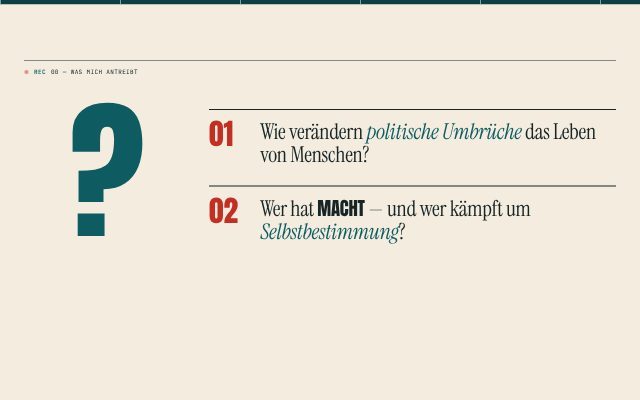 REC 00 — WAS MICH ANTREIBT
?
01 Wie verändern politische Umbrüche das Leben
von Menschen?
02 Wer hat MACHT — und wer kämpft um
Selbstbestimmung?